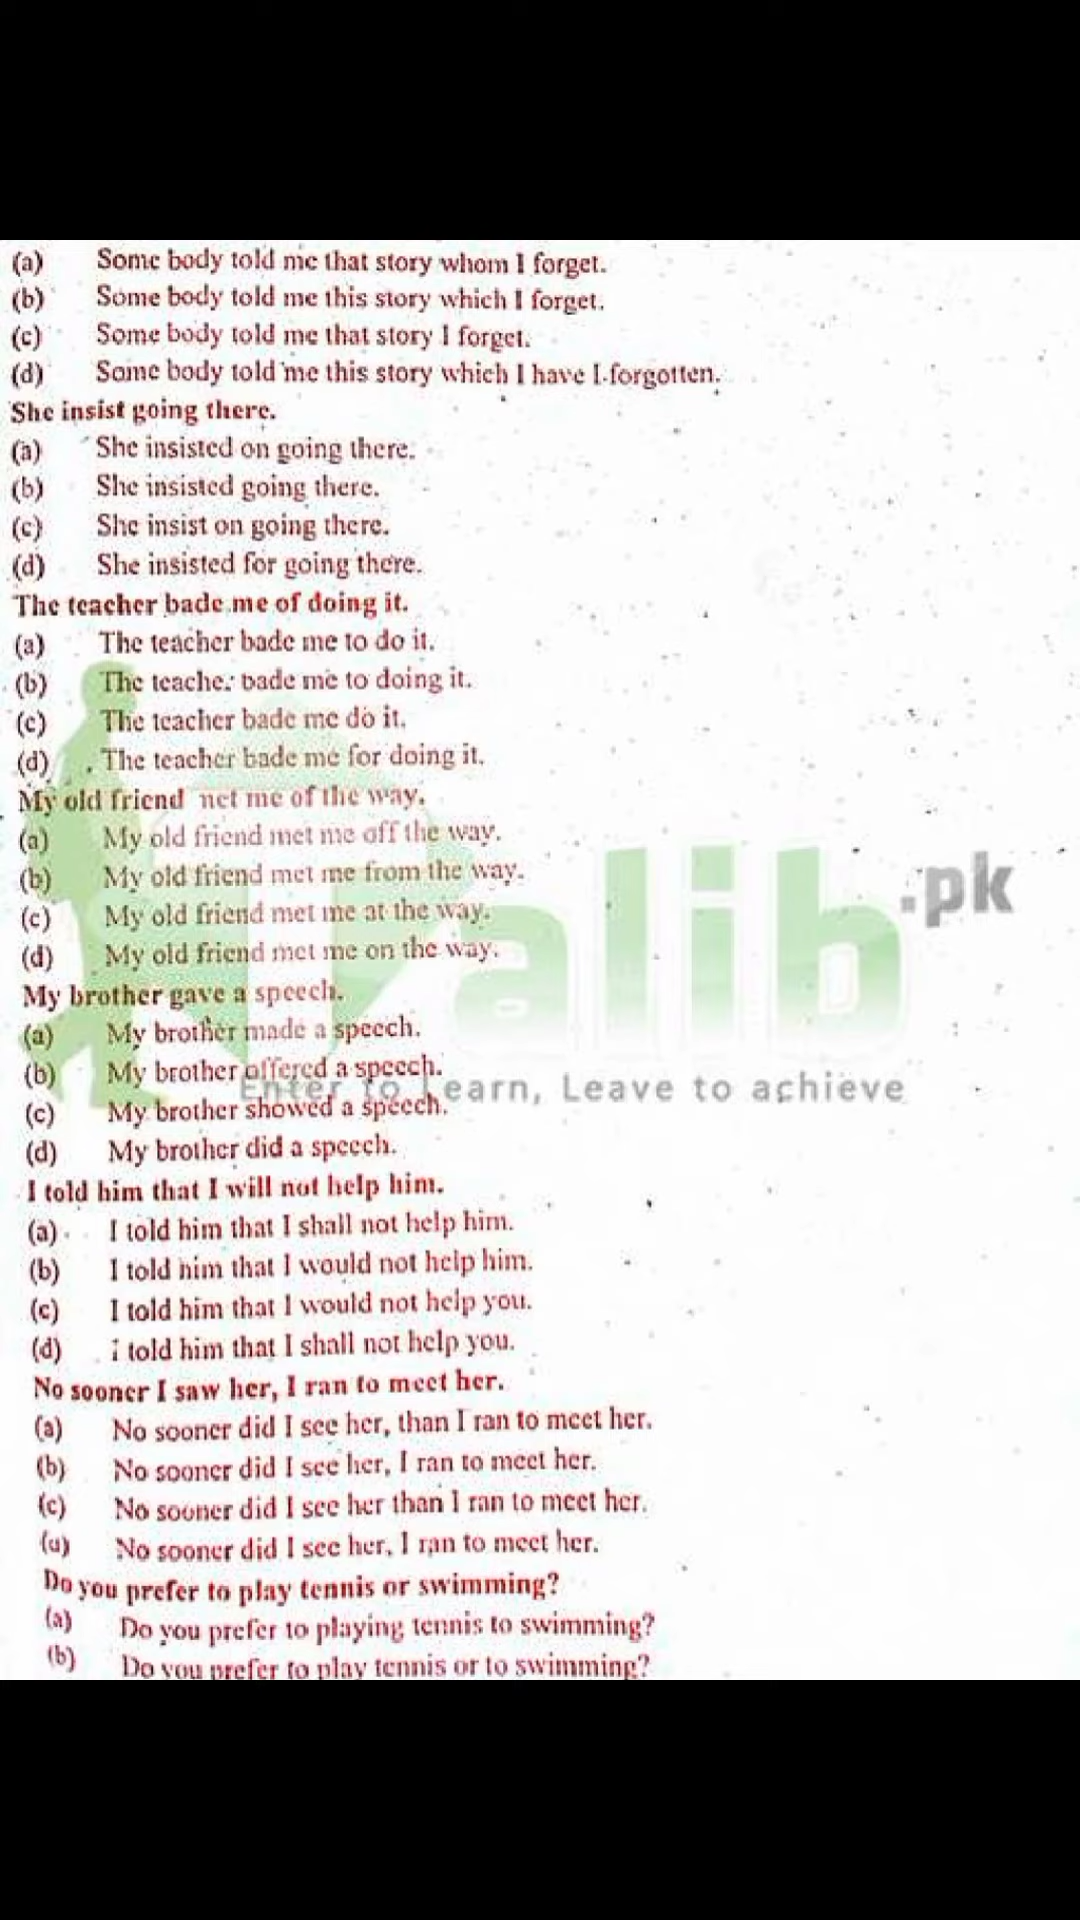 (a) Some body told me that story whom I forget.
(b) Some body told me this story which I forget.
(c) Some body told me that story I forget.
(d) Some body told me this story which I have I forgotten.
She insist going there.
(a) She insisted on going there.
(b) She insisted going there.
(c) She insist on going there.
(d) She insisted for going there.
The teacher bade me of doing it.
(a) The teacher bade me to do it.
(b) The teacher bade me to doing it.
(c) The teacher bade me do it.
(d) The teacher bade me for doing it.
My old friend met me of the way.
(a) My old friend met me off the way.
(b) My old friend met me from the way.
(c) My old friend met me at the way.
(d) My old friend met me on the way.
My brother gave a speech.
(a) My brother made a speech.
(b) My brother offered a speech.
(c) My brother showed a speech.
(d) My brother did a speech.
I told him that I will not help him.
(a) I told him that I shall not help him.
(b) I told him that I would not help him.
(c) I told him that I would not help you.
(d) I told him that I shall not help you.
No sooner I saw her, I ran to meet her.
(a) No sooner did I see her, than I ran to meet her.
(b) No sooner did I see her, I ran to meet her.
(c) No sooner did I see her than I ran to meet her.
(d) No sooner did I see her, I ran to meet her.
Do you prefer to play tennis or swimming?
(a) Do you prefer to playing tennis to swimming?
(b) Do you prefer to play tennis or to swimming?
Talib.pk
Enter to Learn, Leave to achieve